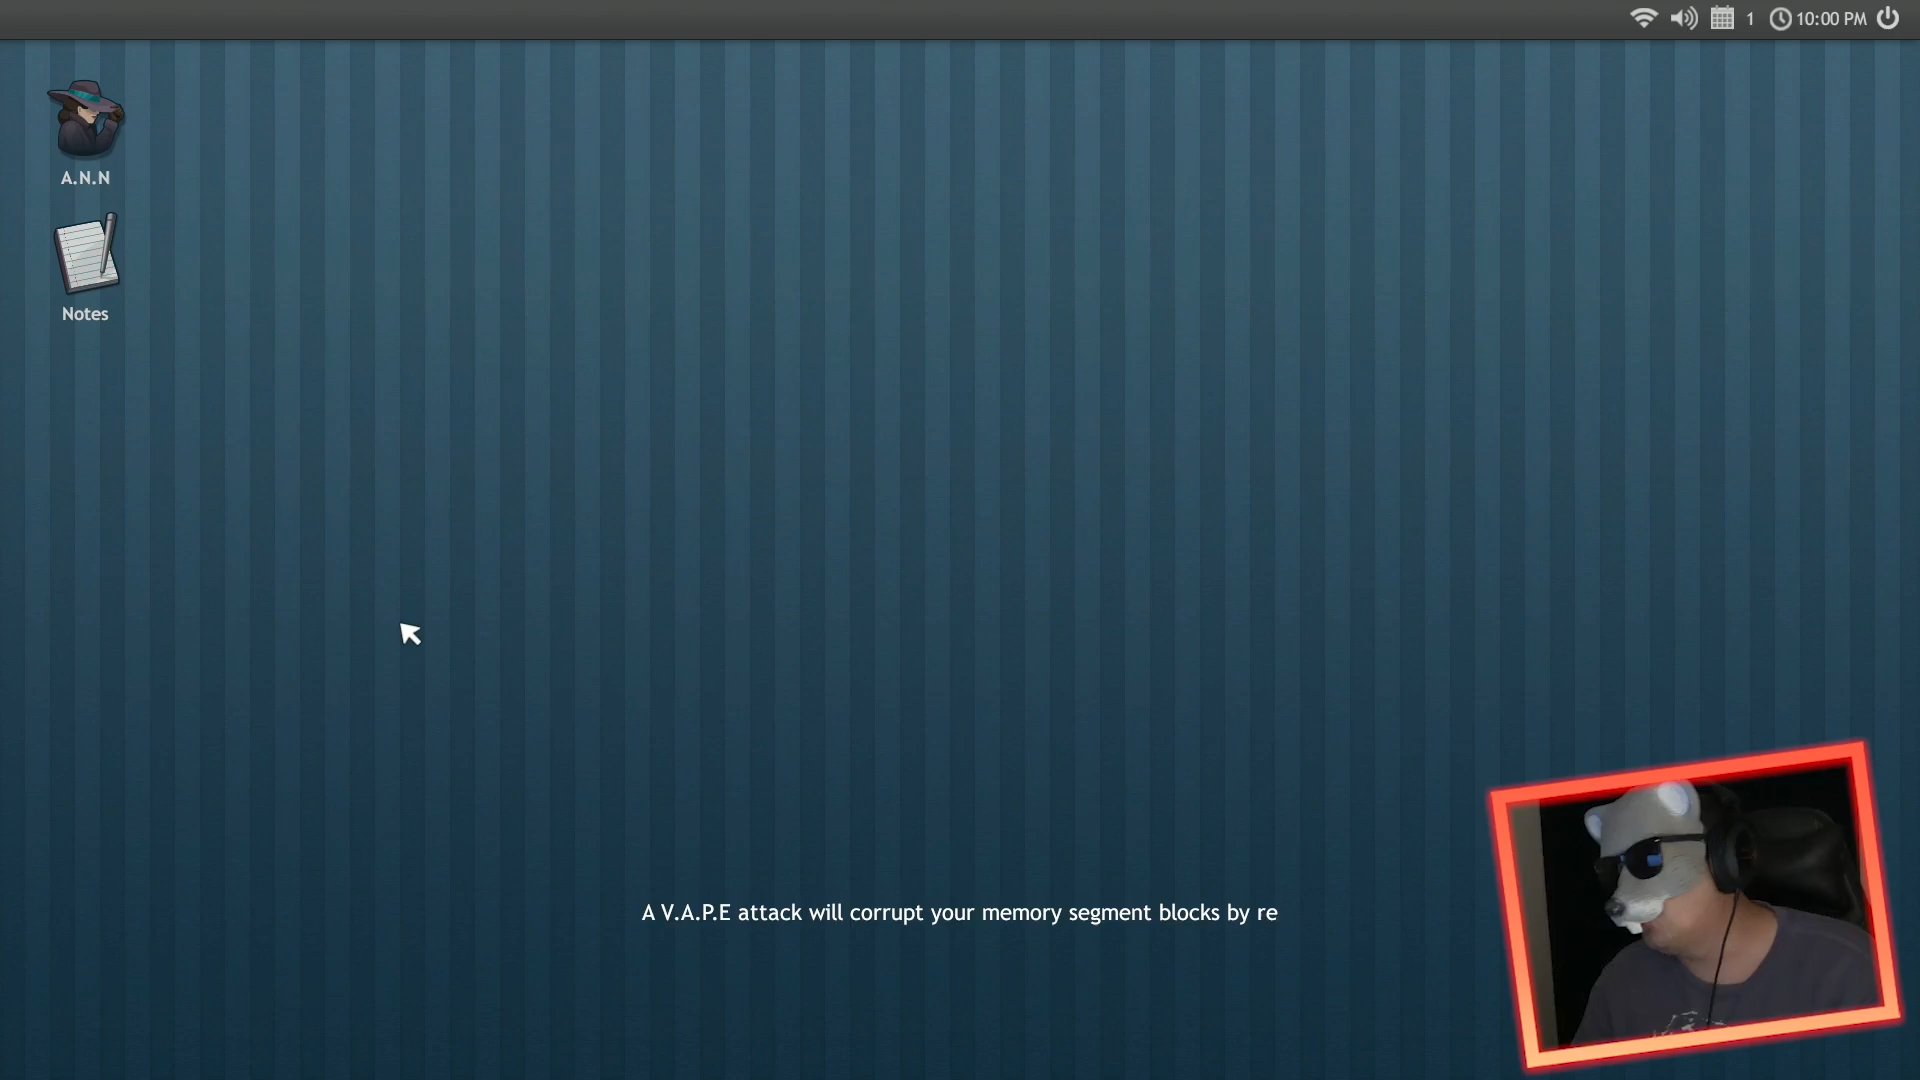 1 10:00 PM
A.N.N
Notes
A V.A.P.E attack will corrupt your memory segment blocks by re